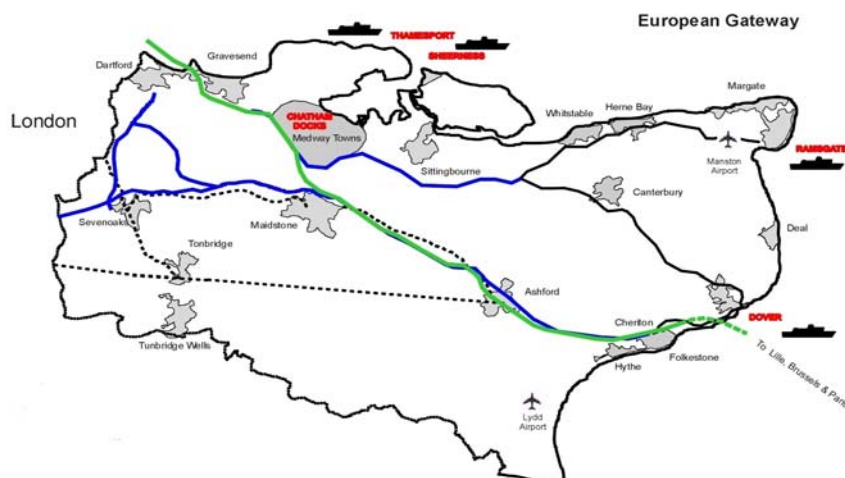 European Gateway
THAMESPORT
SHEERNESS
Gravesend
Dartford
Margate
Herne Bay
Whitstable
London
CHATHAM
DOCKS
Medway Towns
RAMSGATE
Manston
Airport
Sittingbourne
Canterbury
Sevenoaks
Maidstone
Deal
Tonbridge
Ashford
Cheriton
DOVER
Tunbridge Wells
Folkestone
Hythe
To Lille, Brussels & Paris
Lydd
Airport